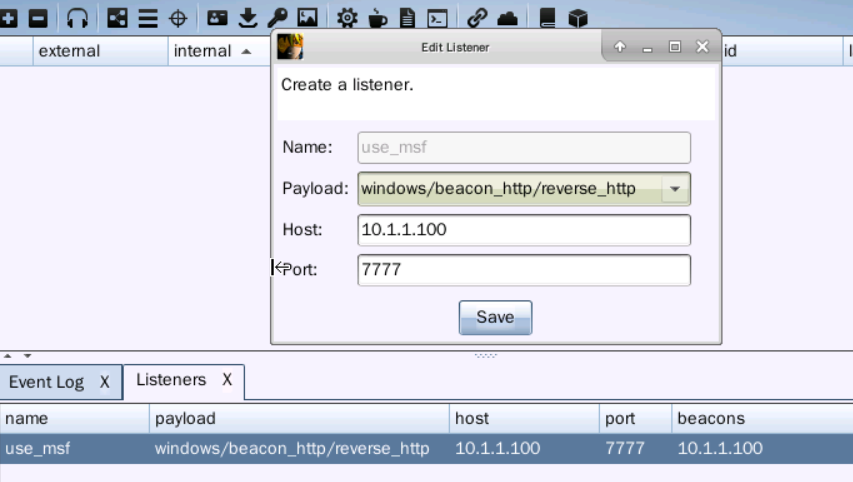 external internal id
Edit Listener
Create a listener.
Name: use_msf
Payload: windows/beacon_http/reverse_http
Host: 10.1.1.100
Port: 7777
Save
Event Log X Listeners X
name payload host port beacons
use_msf windows/beacon_http/reverse_http 10.1.1.100 7777 10.1.1.100